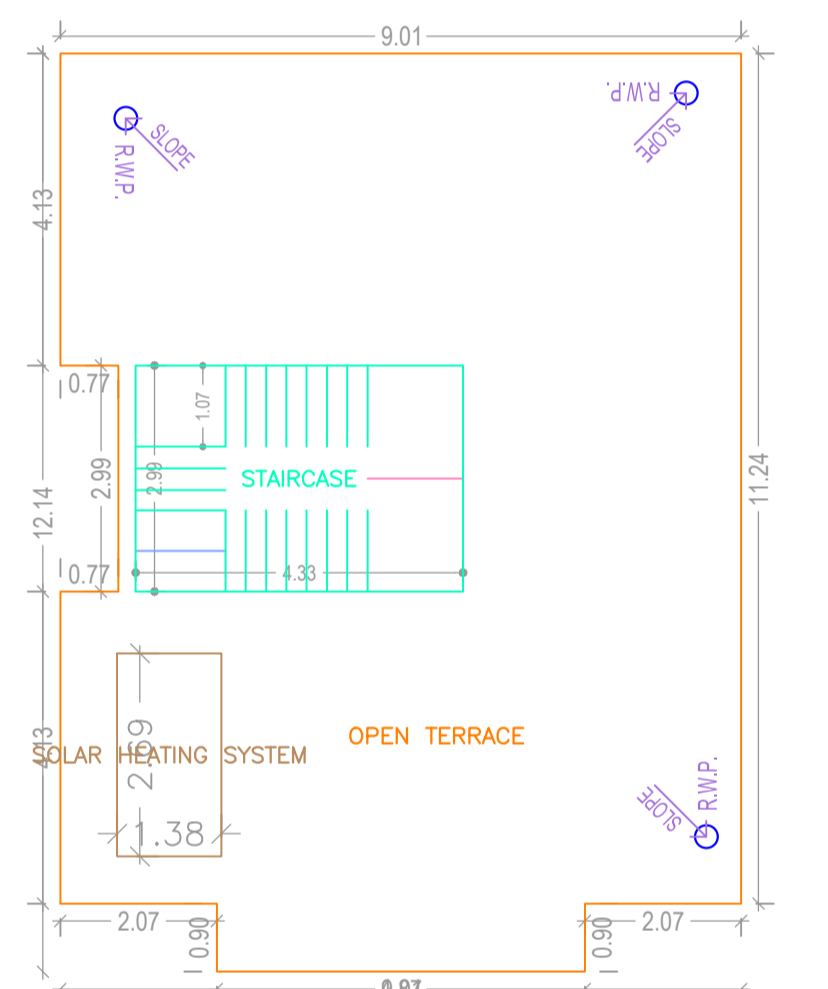 9.01
R.W.P.
SLOPE
SLOPE
R.W.P.
4.13
0.77
1.07
2.99
2.99
STAIRCASE
11.24
12.14
0.77
4.33
2.69
OPEN TERRACE
SOLAR HEATING SYSTEM
R.W.P.
SLOPE
1.38
2.07
0.90
0.90
2.07